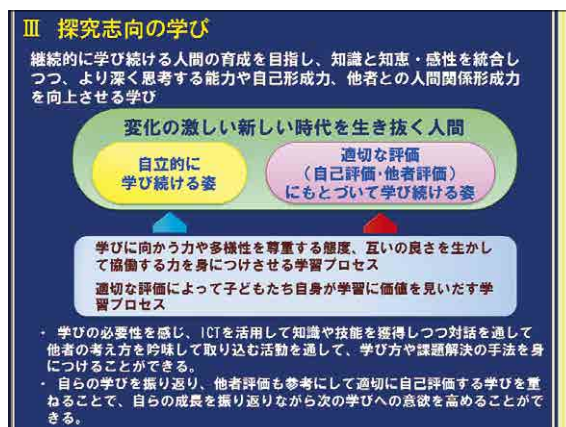 Ⅲ 探究志向の学び
継続的に学び続ける人間の育成を目指し、知識と知恵・感性を統合し
つつ、より深く思考する能力や自己形成力、他者との人間関係形成力
を向上させる学び
変化の激しい新しい時代を生き抜く人間
自立的に
学び続ける姿
適切な評価
(自己評価・他者評価)
にもとづいて学び続ける姿
学びに向かう力や多様性を尊重する態度、互いの良さを生かし
て協働する力を身につけさせる学習プロセス
適切な評価によって子どもたち自身が学習に価値を見いだす学
習プロセス
・ 学びの必要性を感じ、ICTを活用して知識や技能を獲得しつつ対話を通して
他者の考え方を吟味して取り込む活動を通して、学び方や課題解決の手法を身
につけることができる。
・ 自らの学びを振り返り、他者評価も参考にして適切に自己評価する学びを重
ねることで、自らの成長を振り返りながら次の学びへの意欲を高めることがで
きる。